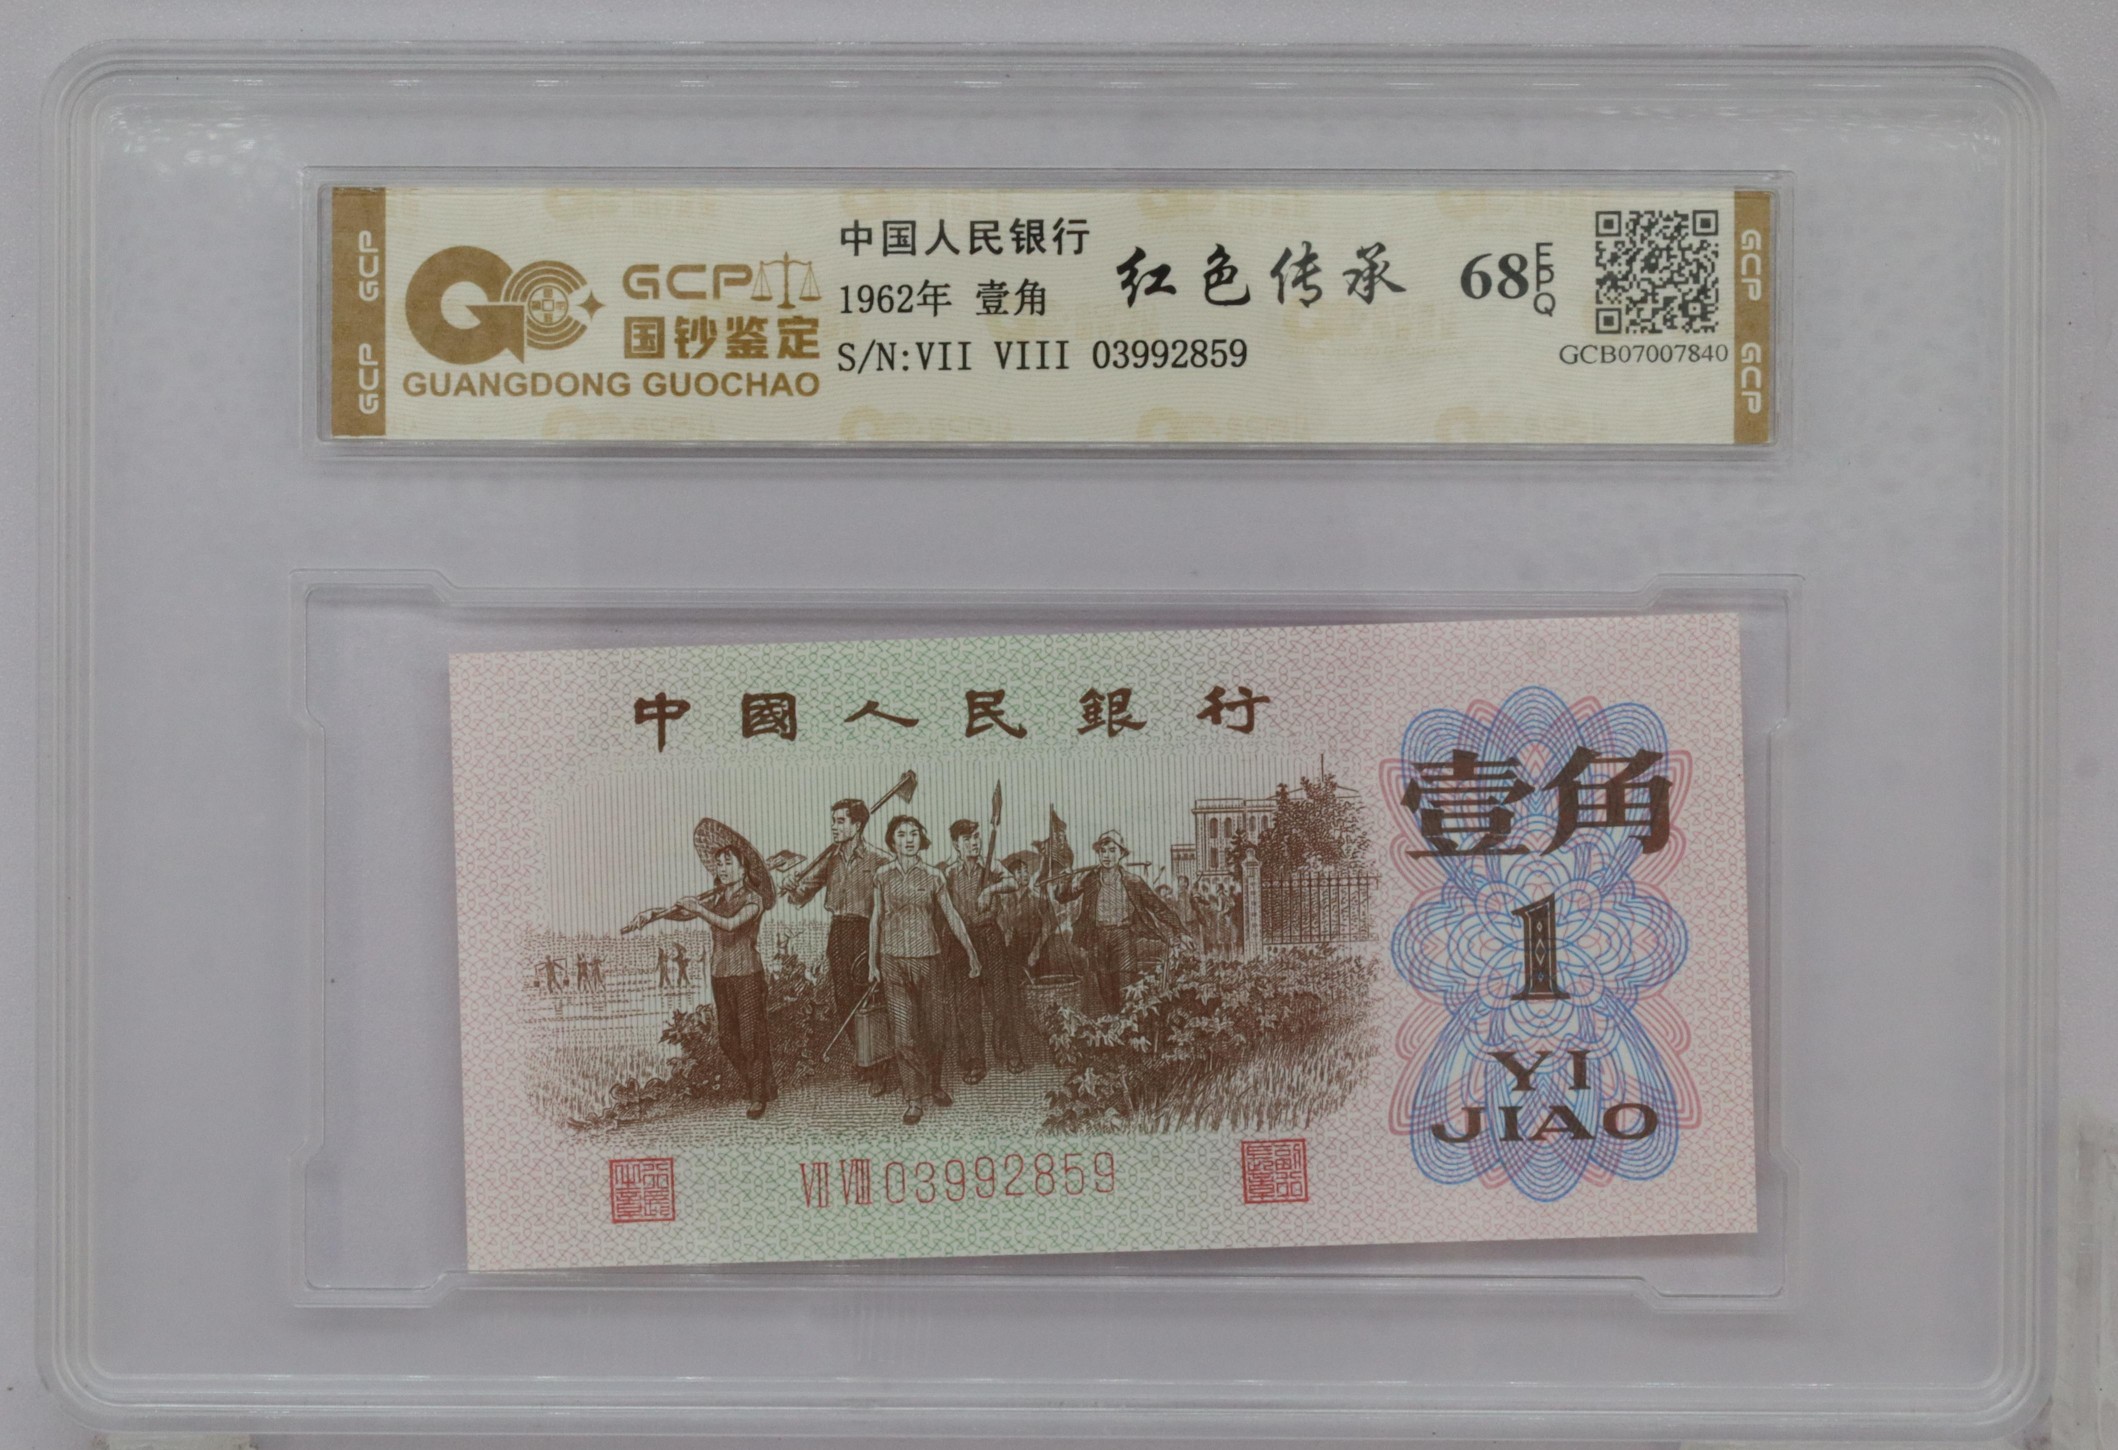 GCP GCP
GCP
国钞鉴定
GUANGDONG GUOCHAO
中国人民银行
1962年 壹角
S/N:VII VIII 03992859
红色传承
68 EPQ
GCB07007840
GCP GCP
中國人民銀行
壹角
1
YI
JIAO
VII VIII 03992859